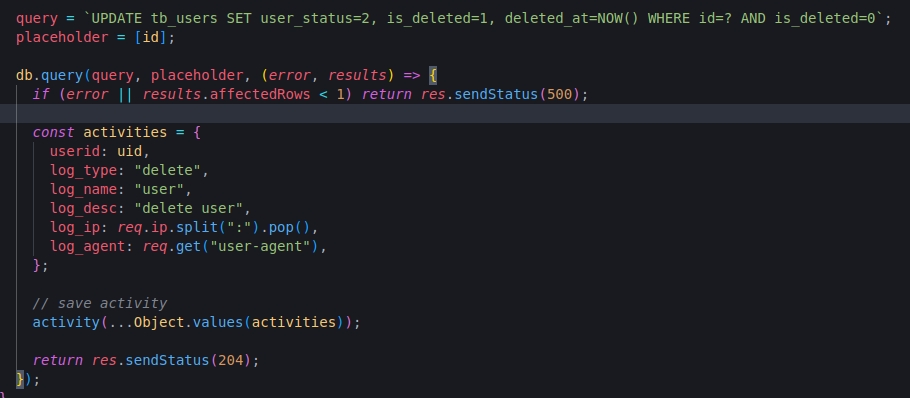 query = `UPDATE tb_users SET user_status=2, is_deleted=1, deleted_at=NOW() WHERE id=? AND is_deleted=0`;
placeholder = [id];
db.query(query, placeholder, (error, results) => {
if (error || results.affectedRows < 1) return res.sendStatus(500);
const activities = {
userid: uid,
log_type: "delete",
log_name: "user",
log_desc: "delete user",
log_ip: req.ip.split(":").pop(),
log_agent: req.get("user-agent"),
};
// save activity
activity(...Object.values(activities));
return res.sendStatus(204);
});
}